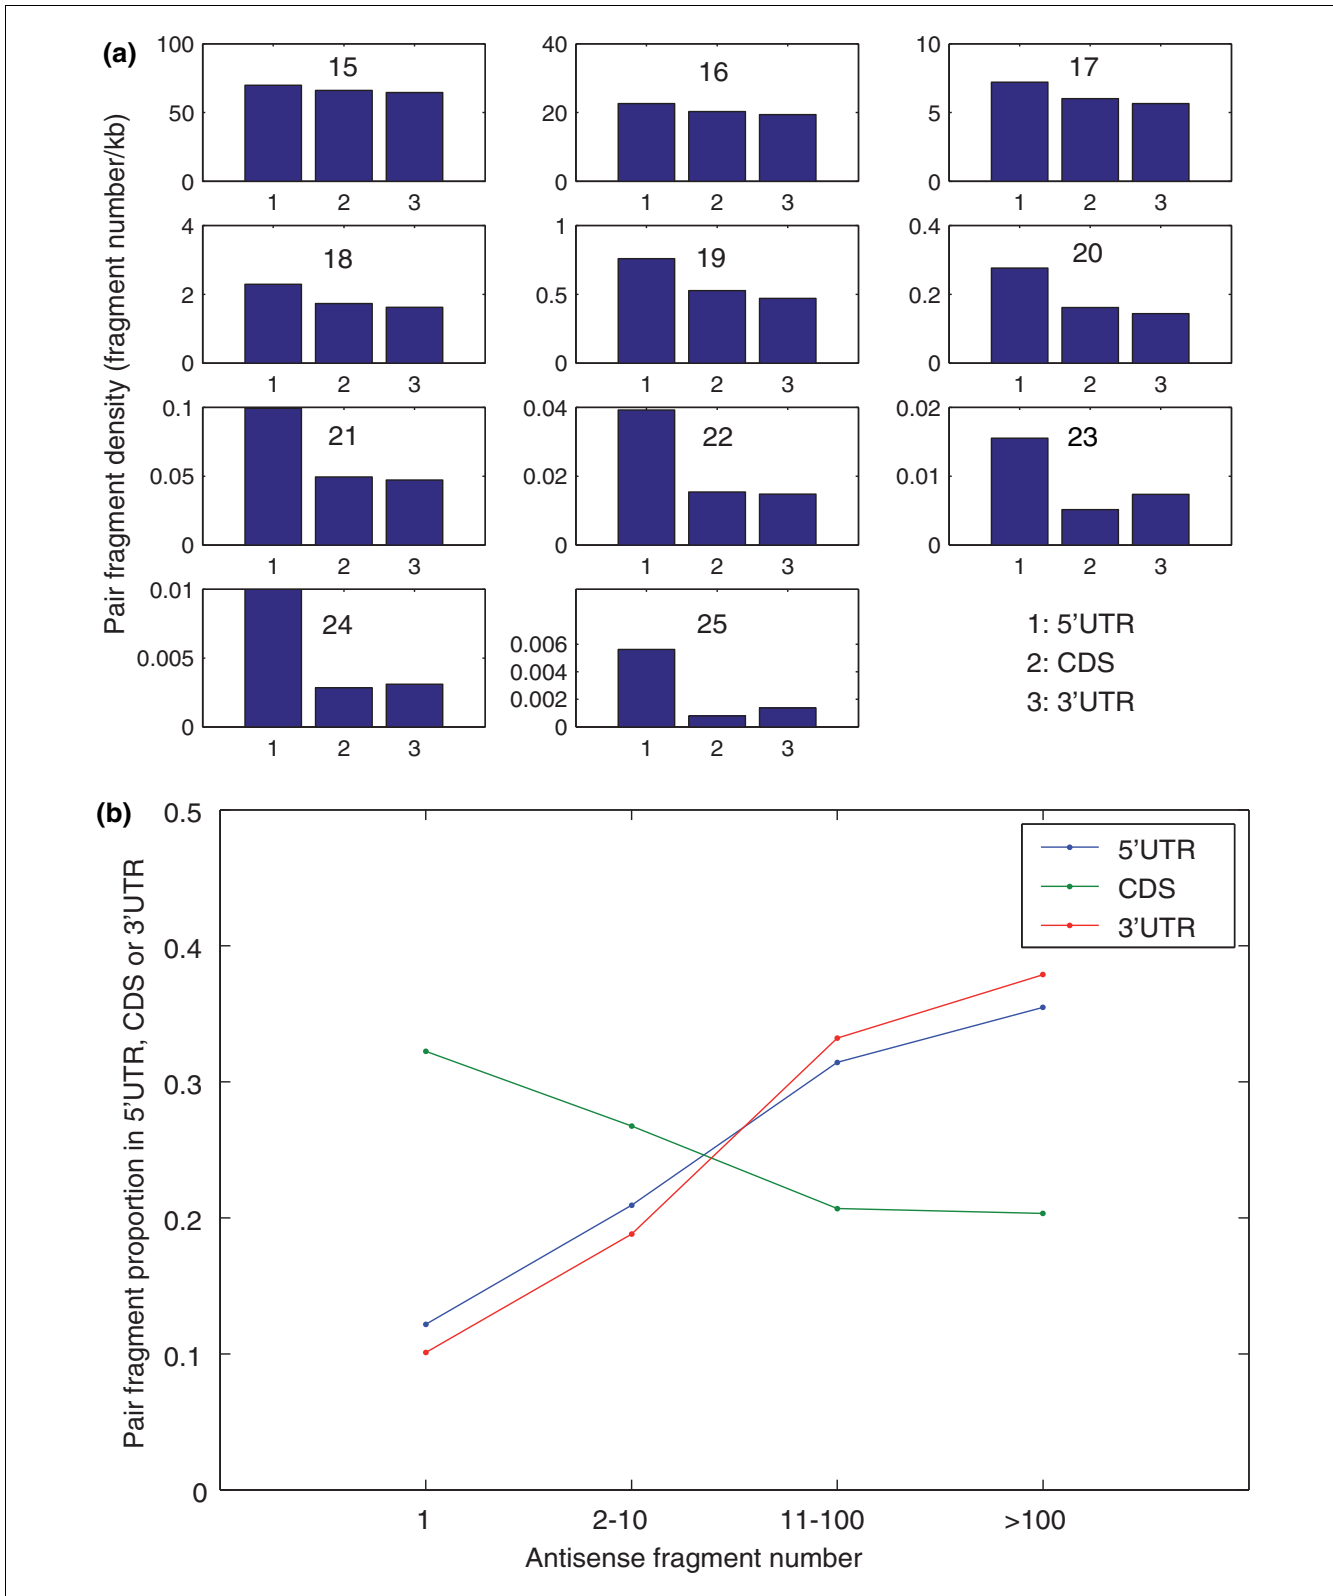 (a)
Pair fragment density (fragment number/kb)
100
50
0
15
1 2 3
40
20
0
16
1 2 3
10
5
0
17
1 2 3
4
2
0
18
1 2 3
1
0.5
0
19
1 2 3
0.4
0.2
0
20
1 2 3
0.1
0.05
0
21
1 2 3
0.04
0.02
0
22
1 2 3
0.02
0.01
0
23
1 2 3
0.01
0.005
0
24
1 2 3
0.006
0.004
0.002
0
25
1 2 3
1: 5’UTR
2: CDS
3: 3’UTR
(b)
Pair fragment proportion in 5’UTR, CDS or 3’UTR
0.5
0.4
0.3
0.2
0.1
0
5’UTR
CDS
3’UTR
1 2-10 11-100 >100
Antisense fragment number